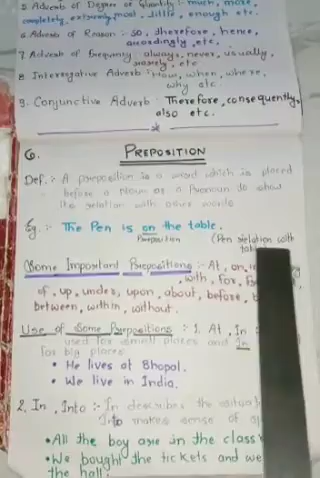 5 Adverb of Degree or Quantity : much, more,
completely, extremely, most, little, enough etc.
6 Adverb of Reason :- so, therefore, hence,
accordingly, etc.
7 Adverb of frequency always, never, usually,
rarely, etc
8 Interrogative Adverb How, when, where,
why etc
9. Conjunctive Adverb Therefore, consequently,
also etc.
6. PREPOSITION
Def. :- A preposition is a word which is placed
before a Noun or a Pronoun to show
its relation with other words
Eg. :- The Pen is on the table.
Preposition (Pen relation with
Some Important Prepositions :- At, on,
, with, for,
of, up, under, upon, about, before,
between, within, without.
Use of Some Prepositions :- 1. At, In
used for small places and In
for big places
• He lives at Bhopal.
• We live in India.
2. In, Into :- In describes the
Into makes sense of
• All the boy are in the class
• We bought the tickets and we
the hall.